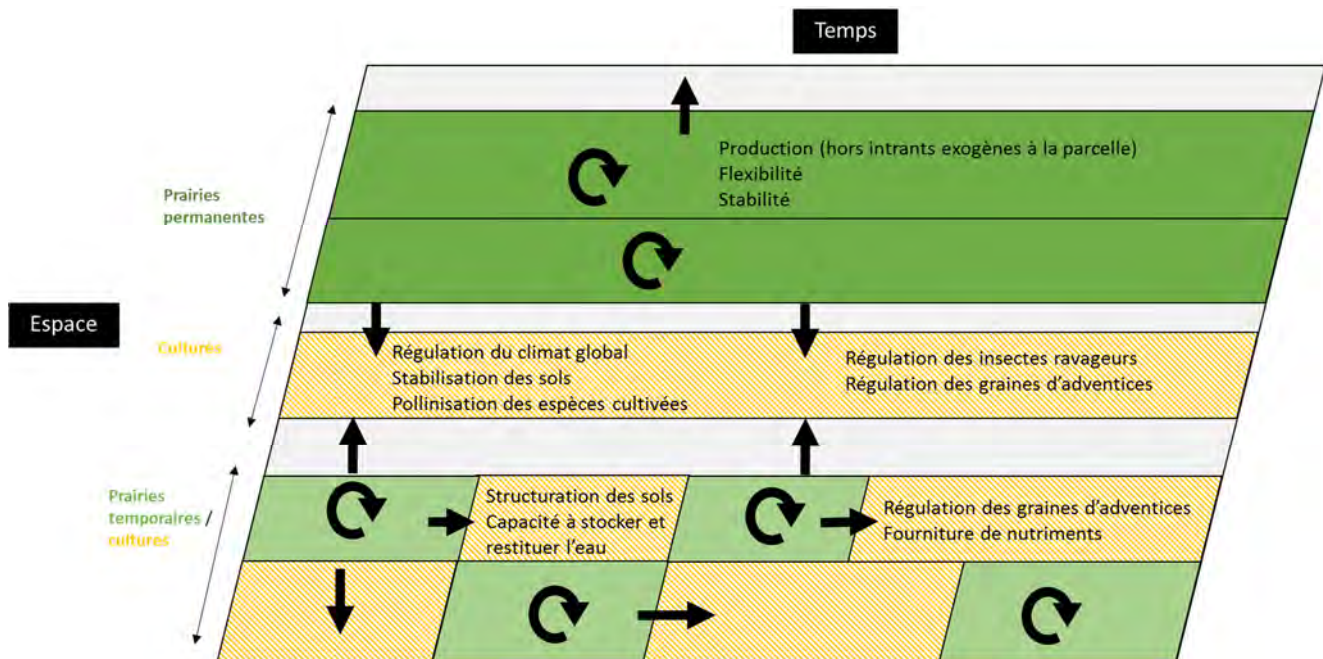 Temps
Prairies
permanentes
Production (hors intrants exogènes à la parcelle)
Flexibilité
Stabilité
Espace
Cultures
Régulation du climat global
Stabilisation des sols
Pollinisation des espèces cultivées
Régulation des insectes ravageurs
Régulation des graines d'adventices
Prairies
temporaires /
cultures
Structuration des sols
Capacité à stocker et
restituer l'eau
Régulation des graines d'adventices
Fourniture de nutriments